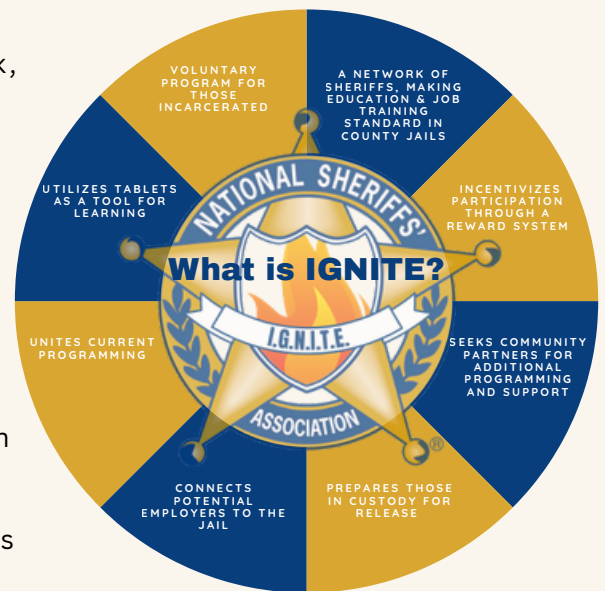 k,
n
s
VOLUNTARY
PROGRAM FOR
THOSE
INCARCERATED
A NETWORK OF
SHERIFFS, MAKING
EDUCATION & JOB
TRAINING
STANDARD IN
COUNTY JAILS
UTILIZES TABLETS
AS A TOOL FOR
LEARNING
INCENTIVIZES
PARTICIPATION
THROUGH A
REWARD SYSTEM
NATIONAL SHERIFFS'
What is IGNITE?
I.G.N.I.T.E.
ASSOCIATION
®
UNITES CURRENT
PROGRAMMING
SEEKS COMMUNITY
PARTNERS FOR
ADDITIONAL
PROGRAMMING
AND SUPPORT
CONNECTS
POTENTIAL
EMPLOYERS TO THE
JAIL
PREPARES THOSE
IN CUSTODY FOR
RELEASE